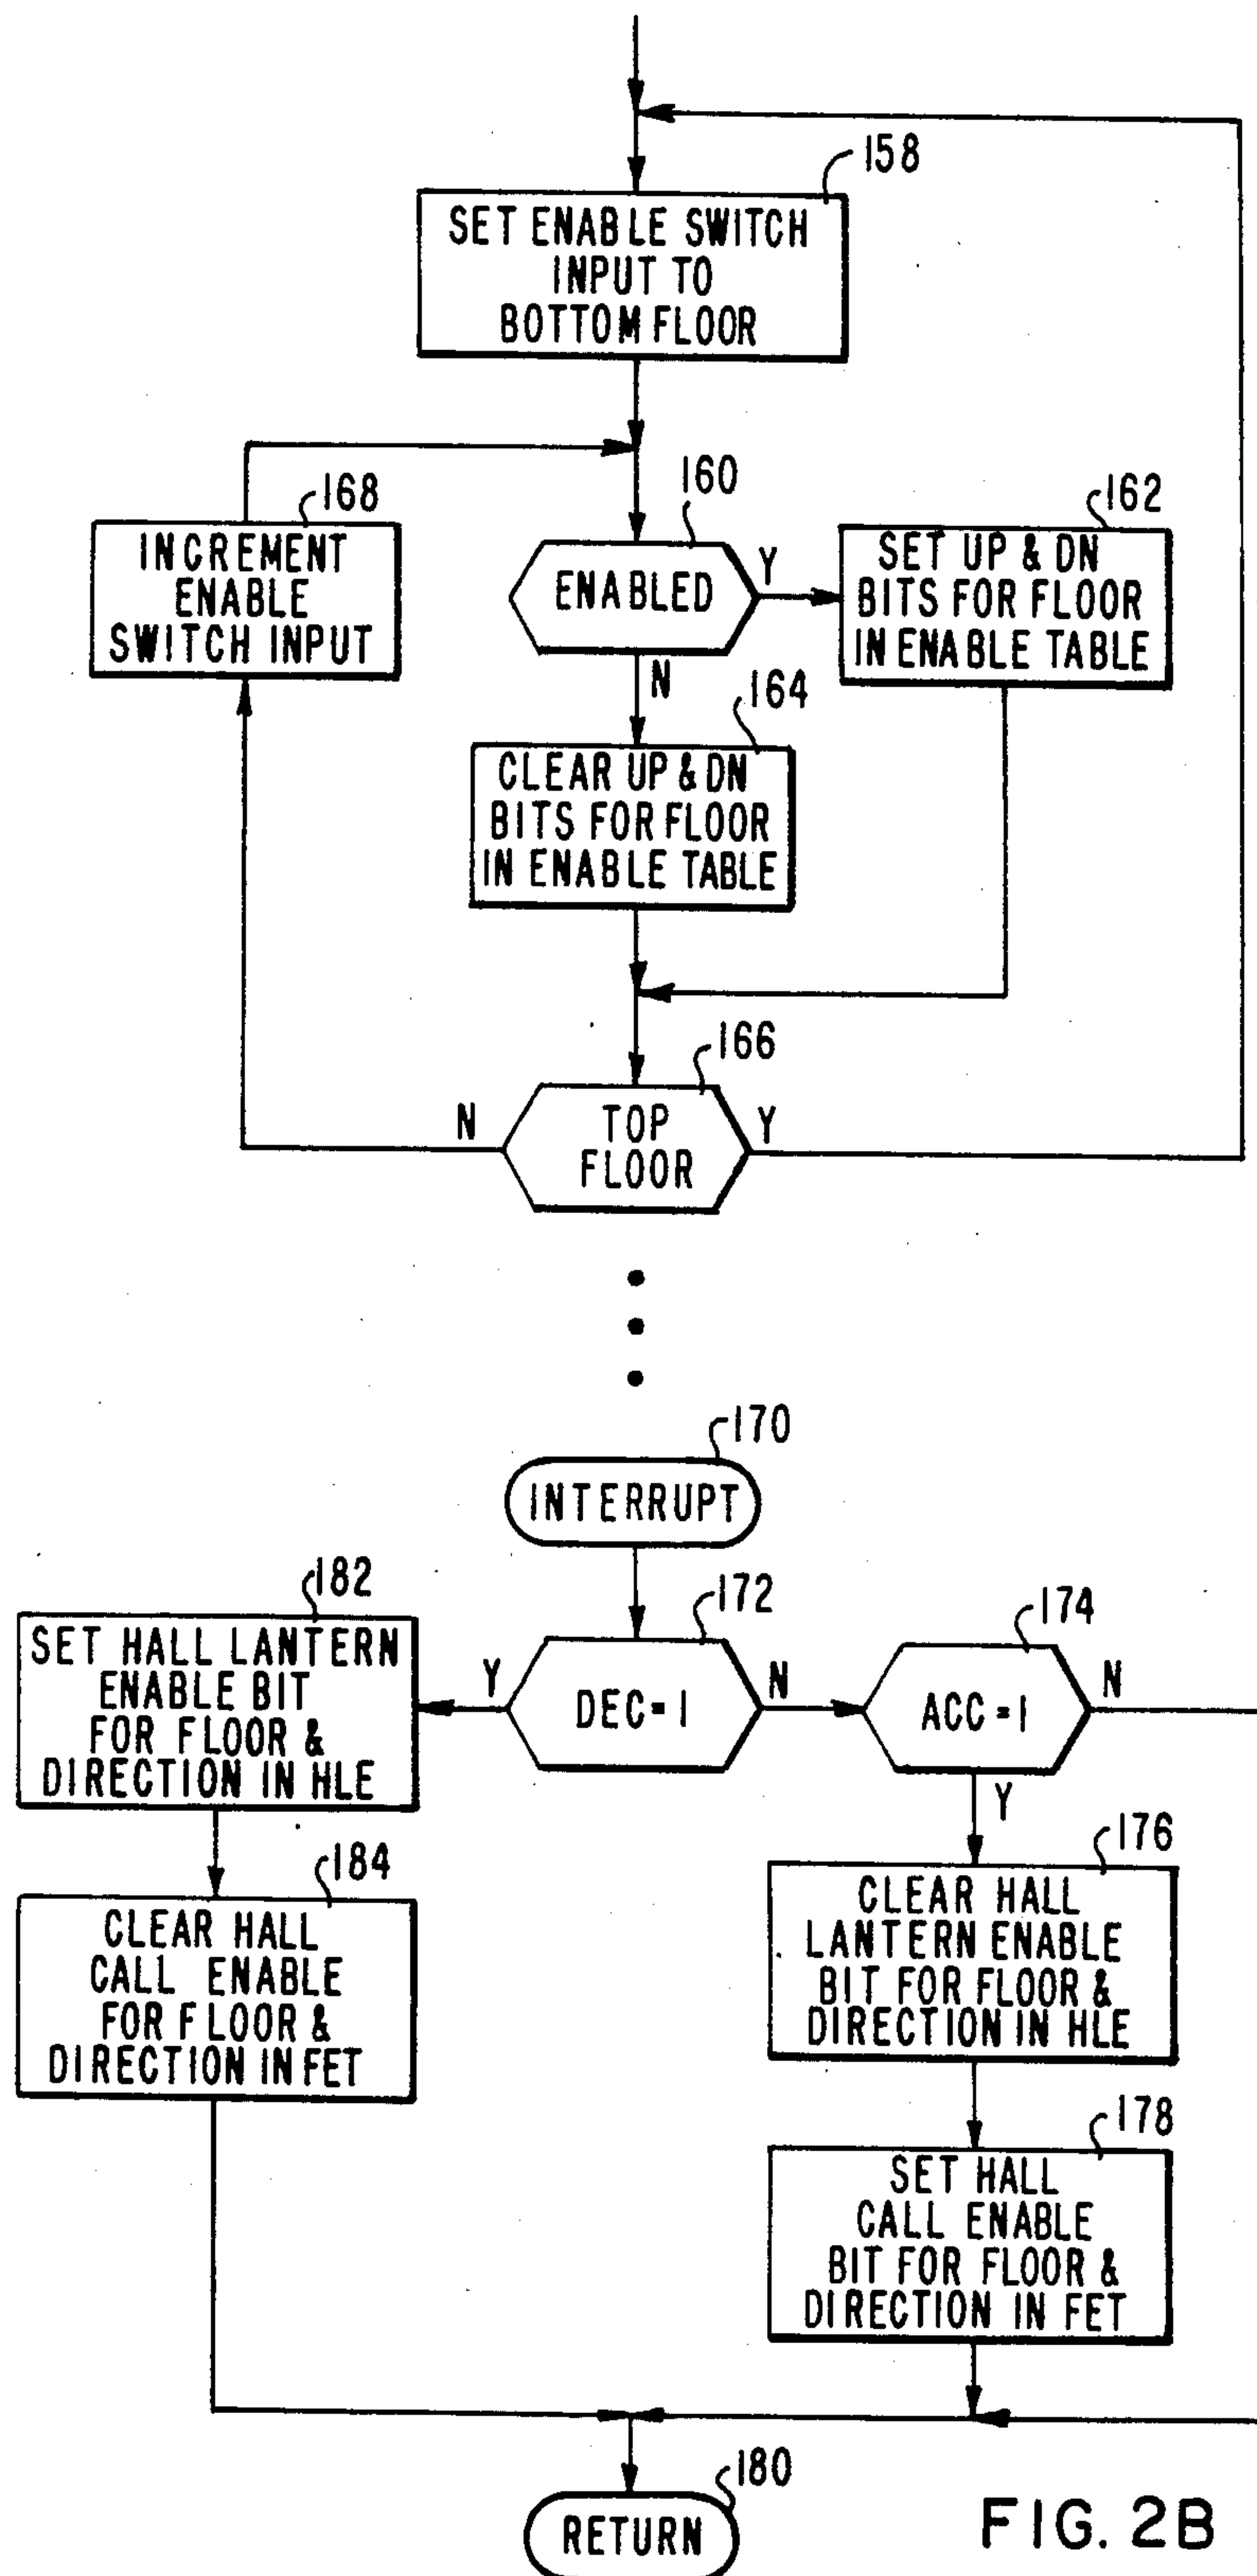 158
SET ENABLE SWITCH
INPUT TO
BOTTOM FLOOR
160
168
162
INCREMENT
ENABLE
SWITCH INPUT
ENABLED
Y
SET UP & DN
BITS FOR FLOOR
IN ENABLE TABLE
N
164
CLEAR UP & DN
BITS FOR FLOOR
IN ENABLE TABLE
166
N
TOP
FLOOR
Y
170
INTERRUPT
182
172
174
SET HALL LANTERN
ENABLE BIT
FOR FLOOR &
DIRECTION IN HLE
Y
DEC=1
N
ACC=1
N
Y
184
176
CLEAR HALL
CALL ENABLE
FOR FLOOR &
DIRECTION IN FET
CLEAR HALL
LANTERN ENABLE
BIT FOR FLOOR &
DIRECTION IN HLE
178
SET HALL
CALL ENABLE
BIT FOR FLOOR &
DIRECTION IN FET
180
RETURN
FIG. 2B